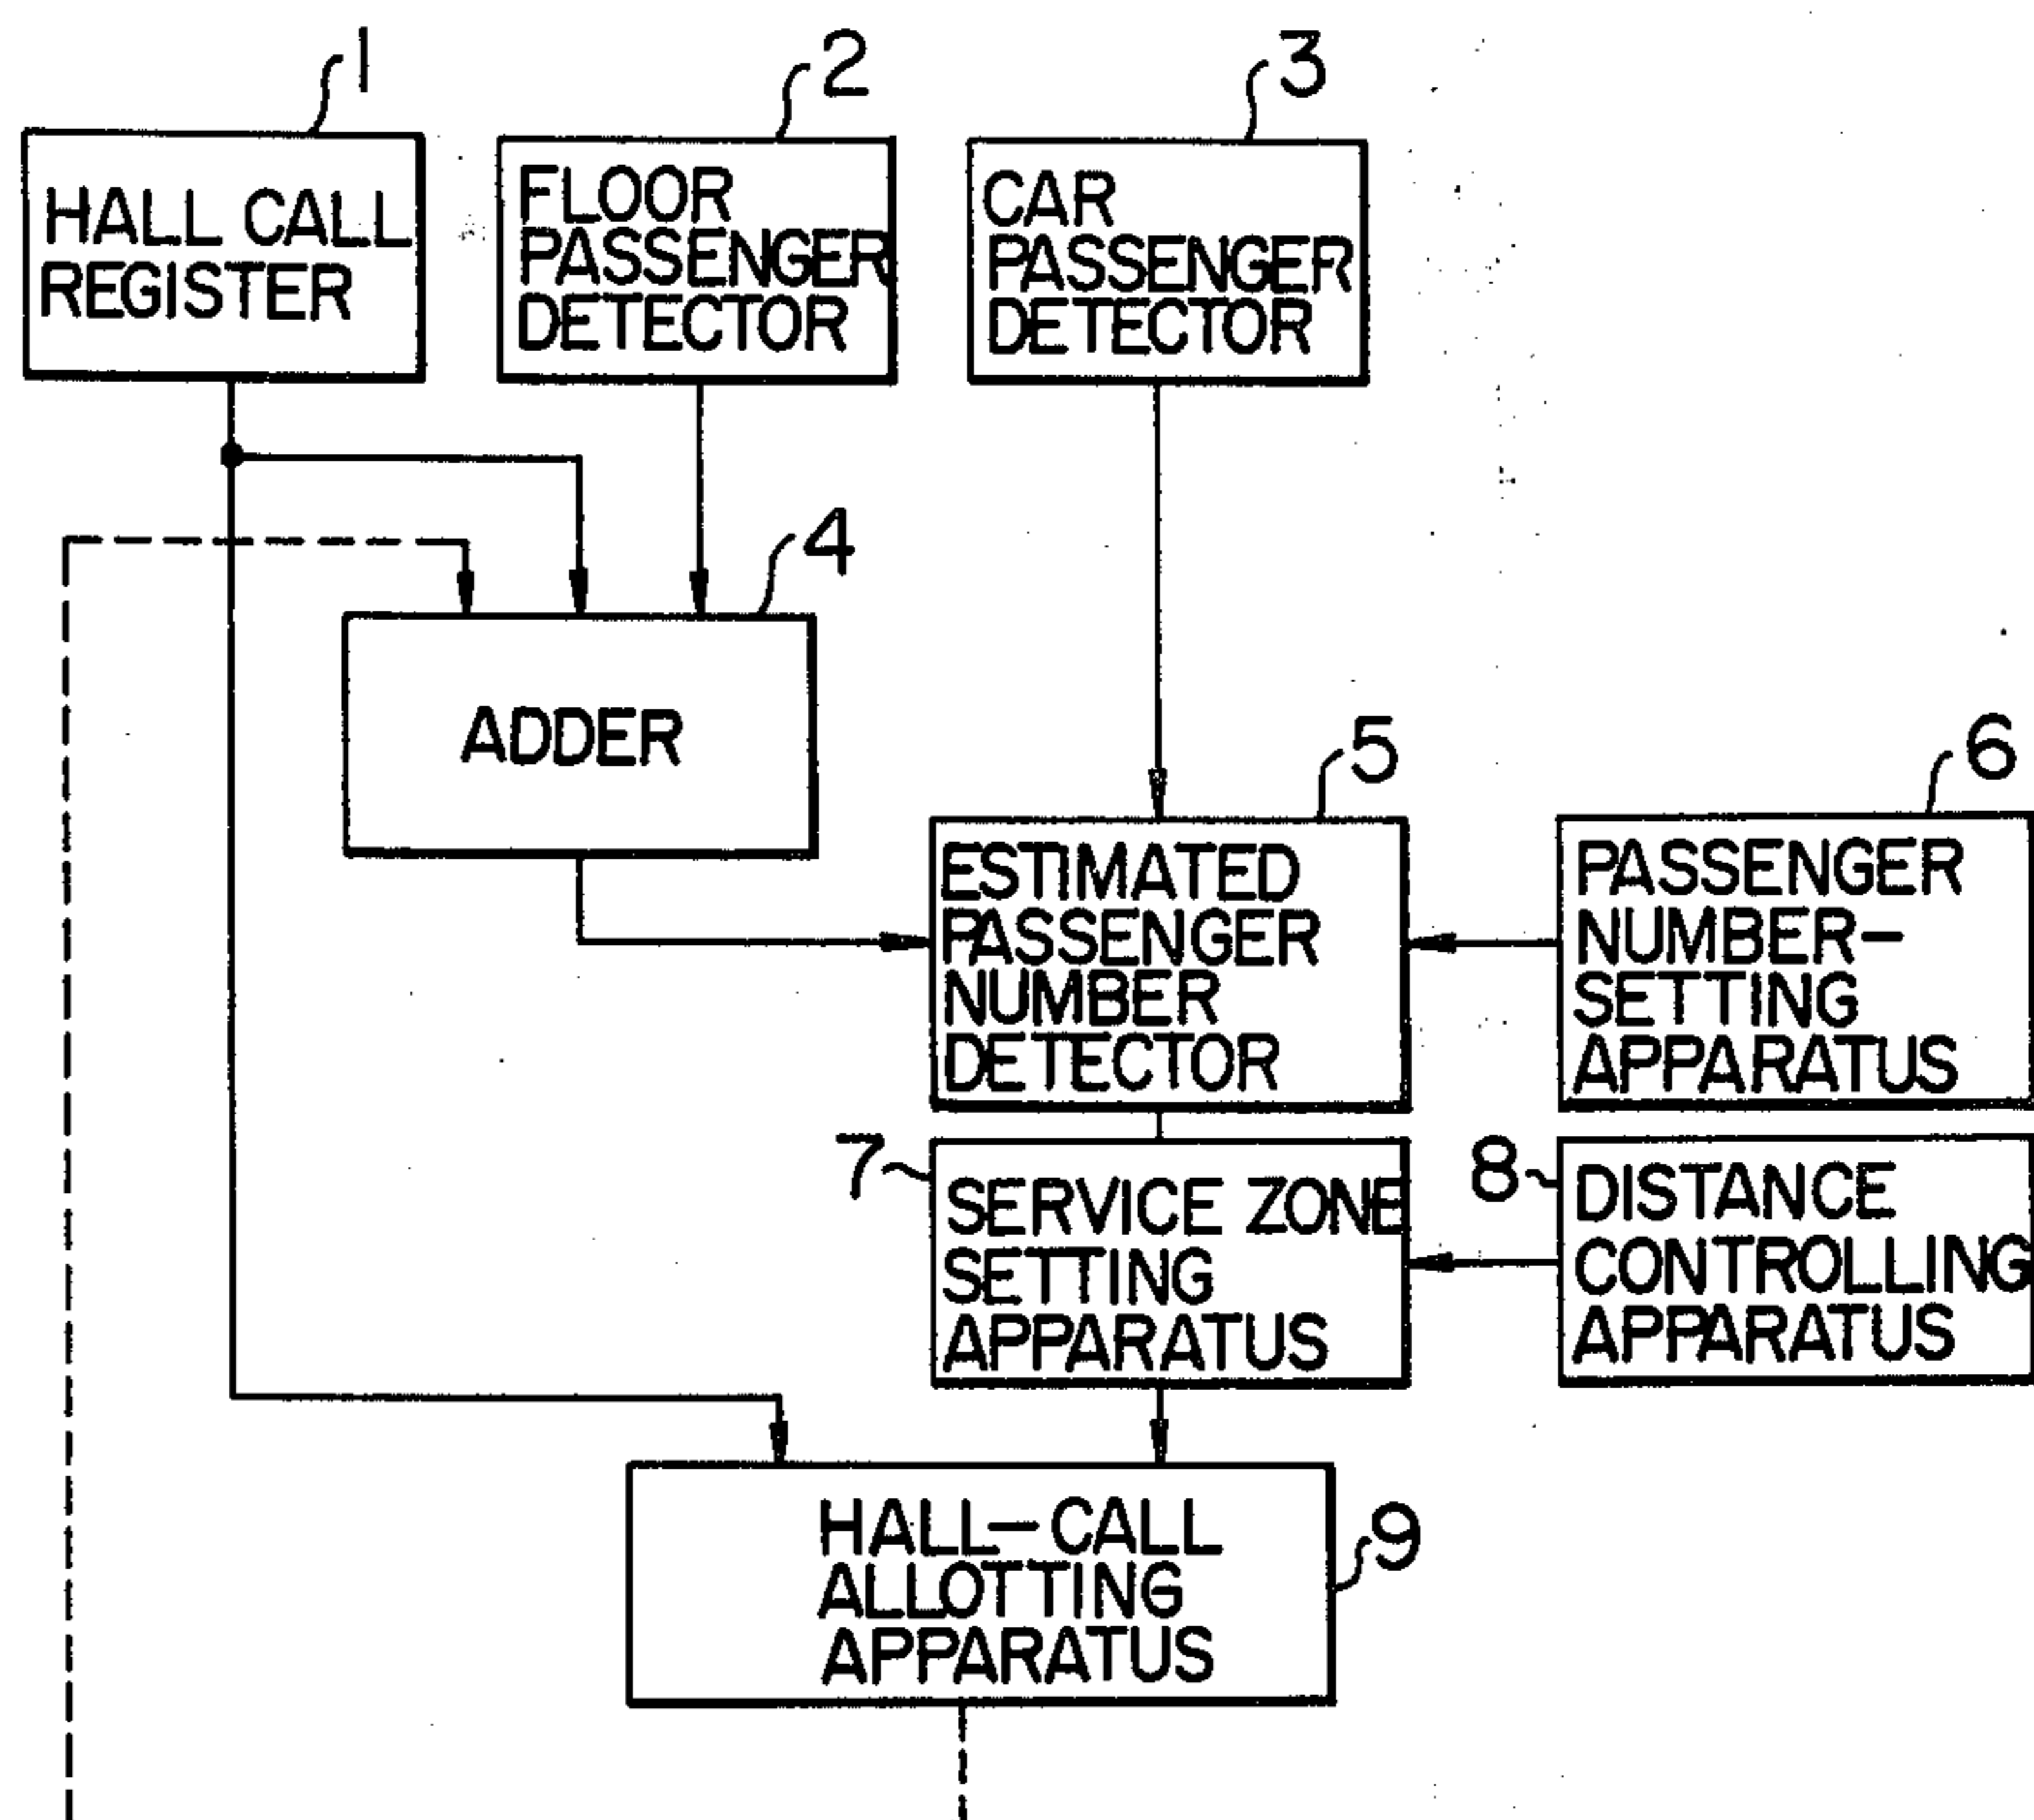 1
2
3
HALL CALL
REGISTER
FLOOR
PASSENGER
DETECTOR
CAR
PASSENGER
DETECTOR
4
ADDER
5
6
ESTIMATED
PASSENGER
NUMBER
DETECTOR
PASSENGER
NUMBER-
SETTING
APPARATUS
7
SERVICE ZONE
SETTING
APPARATUS
8
DISTANCE
CONTROLLING
APPARATUS
HALL-CALL
ALLOTTING
APPARATUS
9